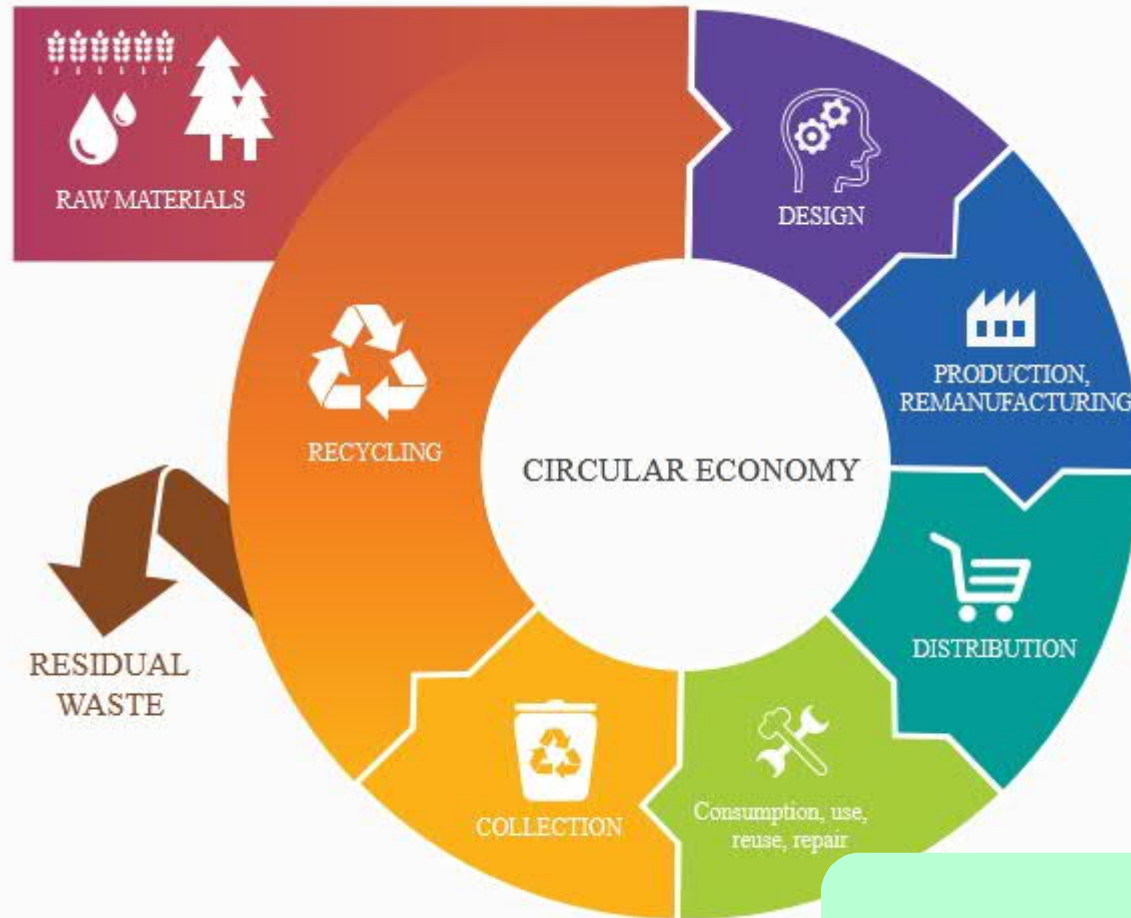 RAW MATERIALS
DESIGN
PRODUCTION,
REMANUFACTURING
RECYCLING
CIRCULAR ECONOMY
DISTRIBUTION
RESIDUAL
WASTE
COLLECTION
Consumption, use,
reuse, repair